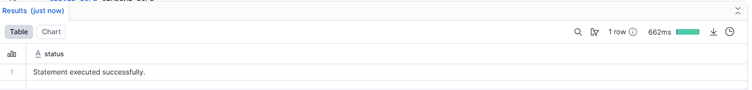 Results (just now)
Table
Chart
1 row
662ms
A status
1 Statement executed successfully.